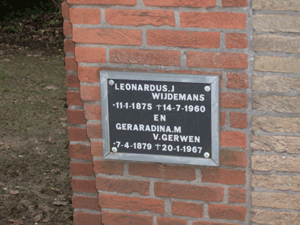 LEONARDUS.J
WIJDEMANS
·11-1-1875 †14-7-1960
EN
GERARADINA.M
V.GERWEN
·7-4-1879 †20-1-1967